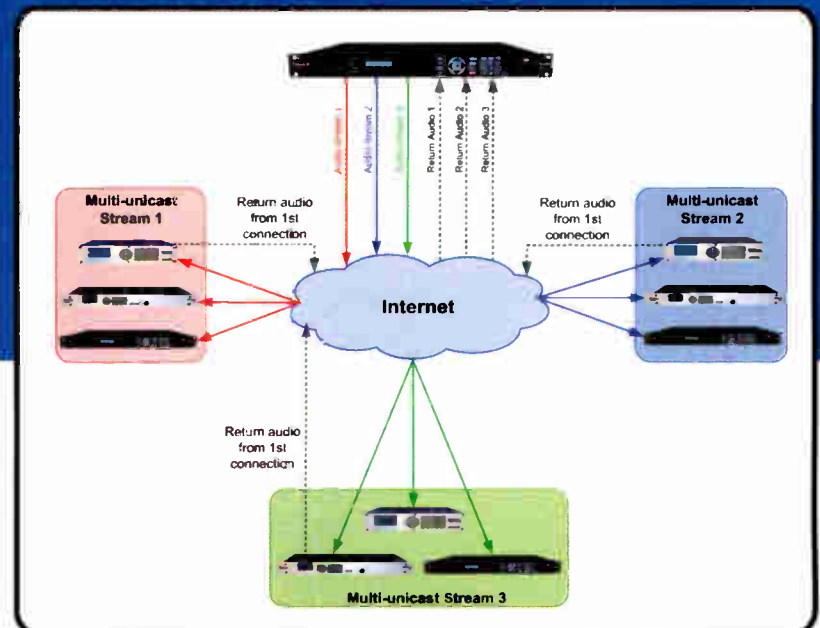 Audio Stream 1
Audio Stream 2
Return Audio 1
Return Audio 2
Return Audio 3
Multi-unicast
Stream 1
Return audio
from 1st
connection
Return audio
from 1st
connection
Multi-unicast
Stream 2
Internet
Return audio
from 1st
connection
Multi-unicast Stream 3